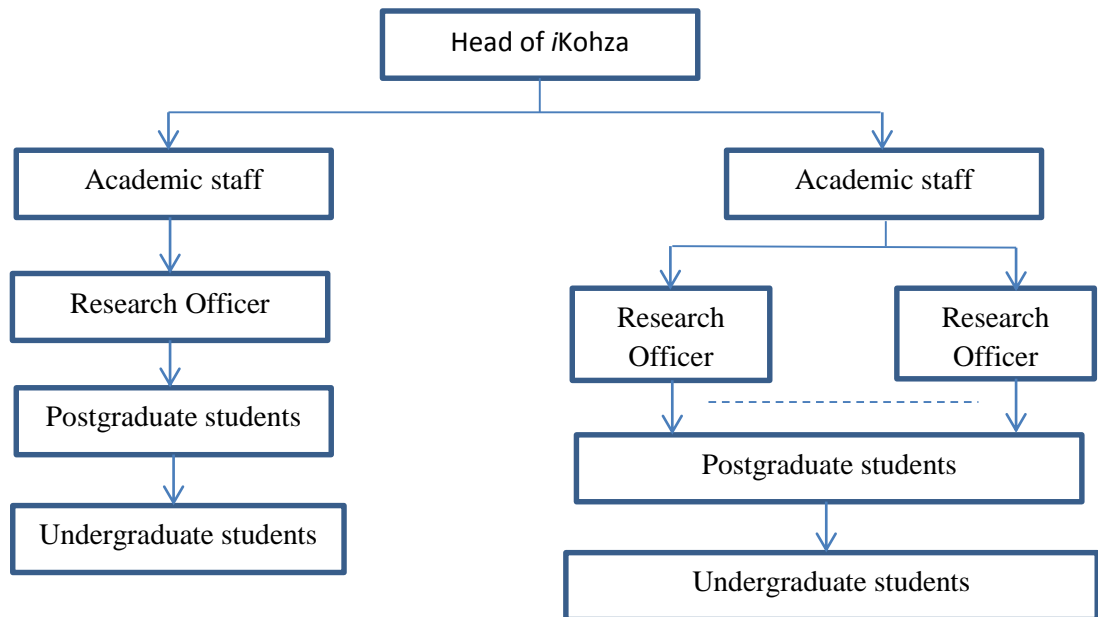 Head of iKohza
Academic staff
Academic staff
Research Officer
Research
Officer
Research
Officer
Postgraduate students
Postgraduate students
Undergraduate students
Undergraduate students